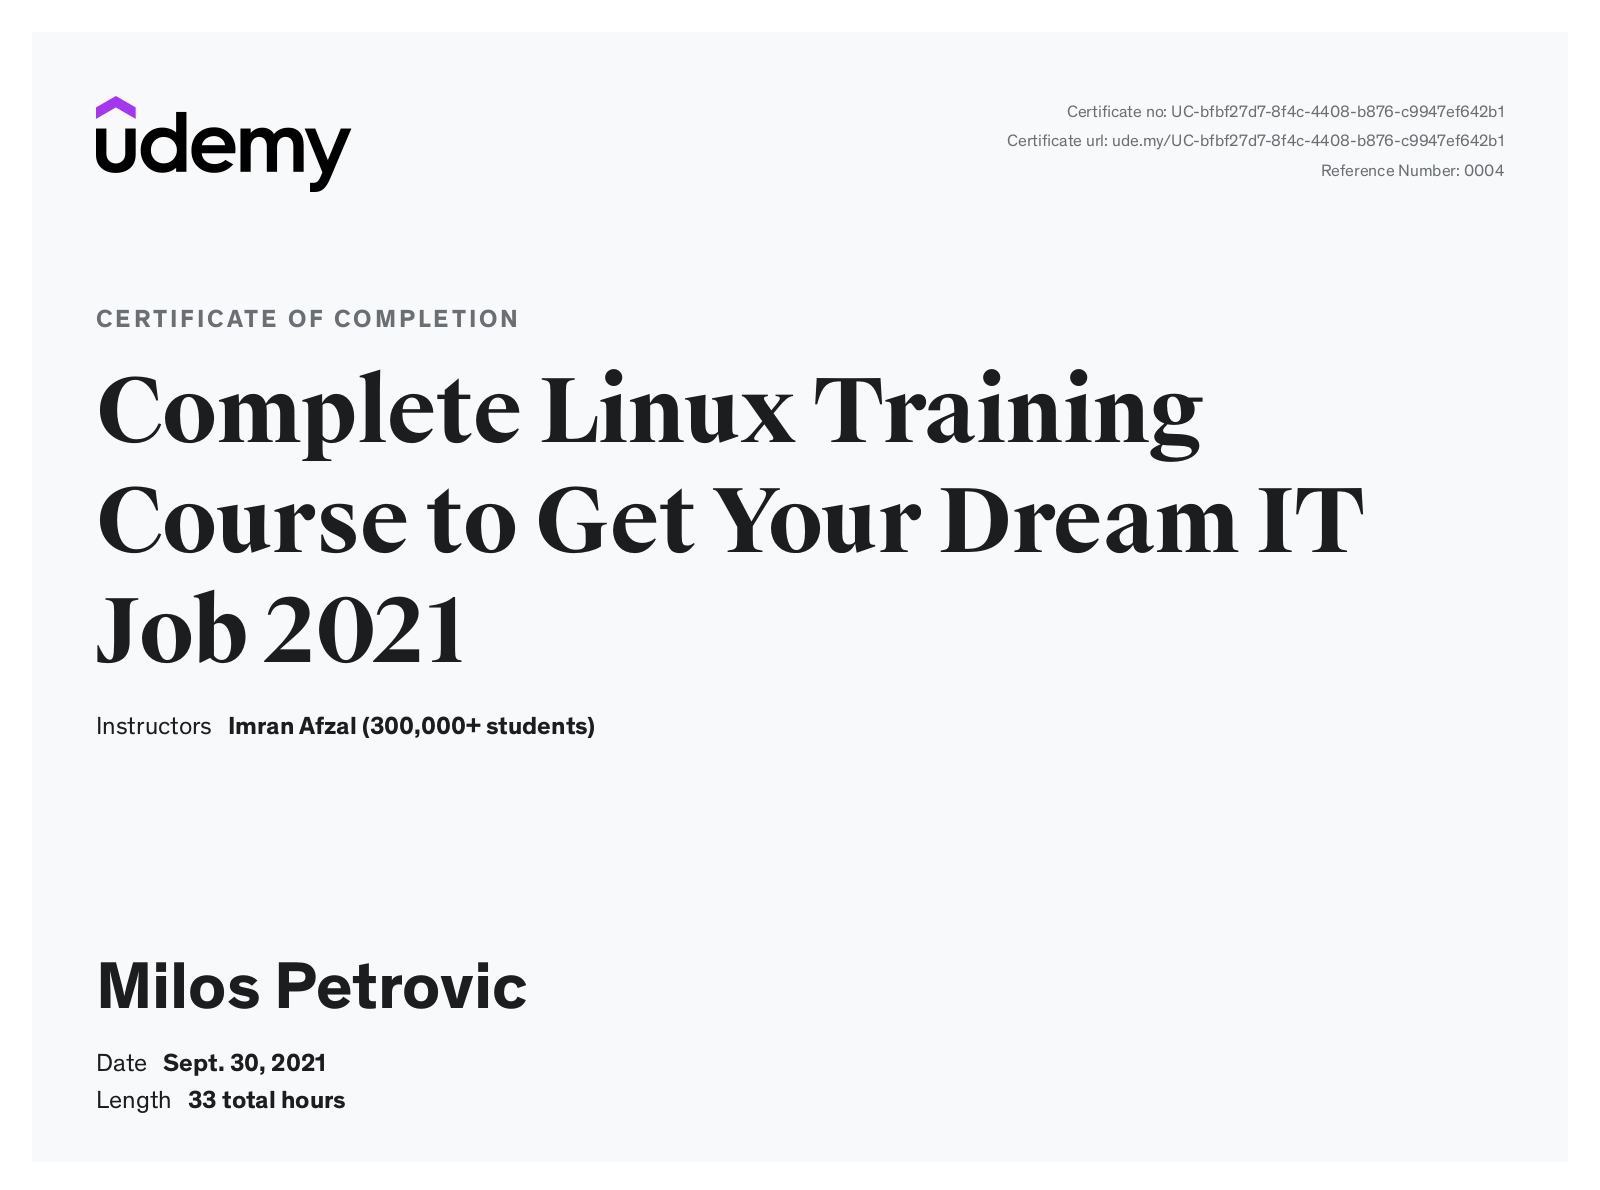 udemy
Certificate no: UC-bfbf27d7-8f4c-4408-b876-c9947ef642b1
Certificate url: ude.my/UC-bfbf27d7-8f4c-4408-b876-c9947ef642b1
Reference Number: 0004
CERTIFICATE OF COMPLETION
Complete Linux Training
Course to Get Your Dream IT
Job 2021
Instructors Imran Afzal (300,000+ students)
Milos Petrovic
Date Sept. 30, 2021
Length 33 total hours